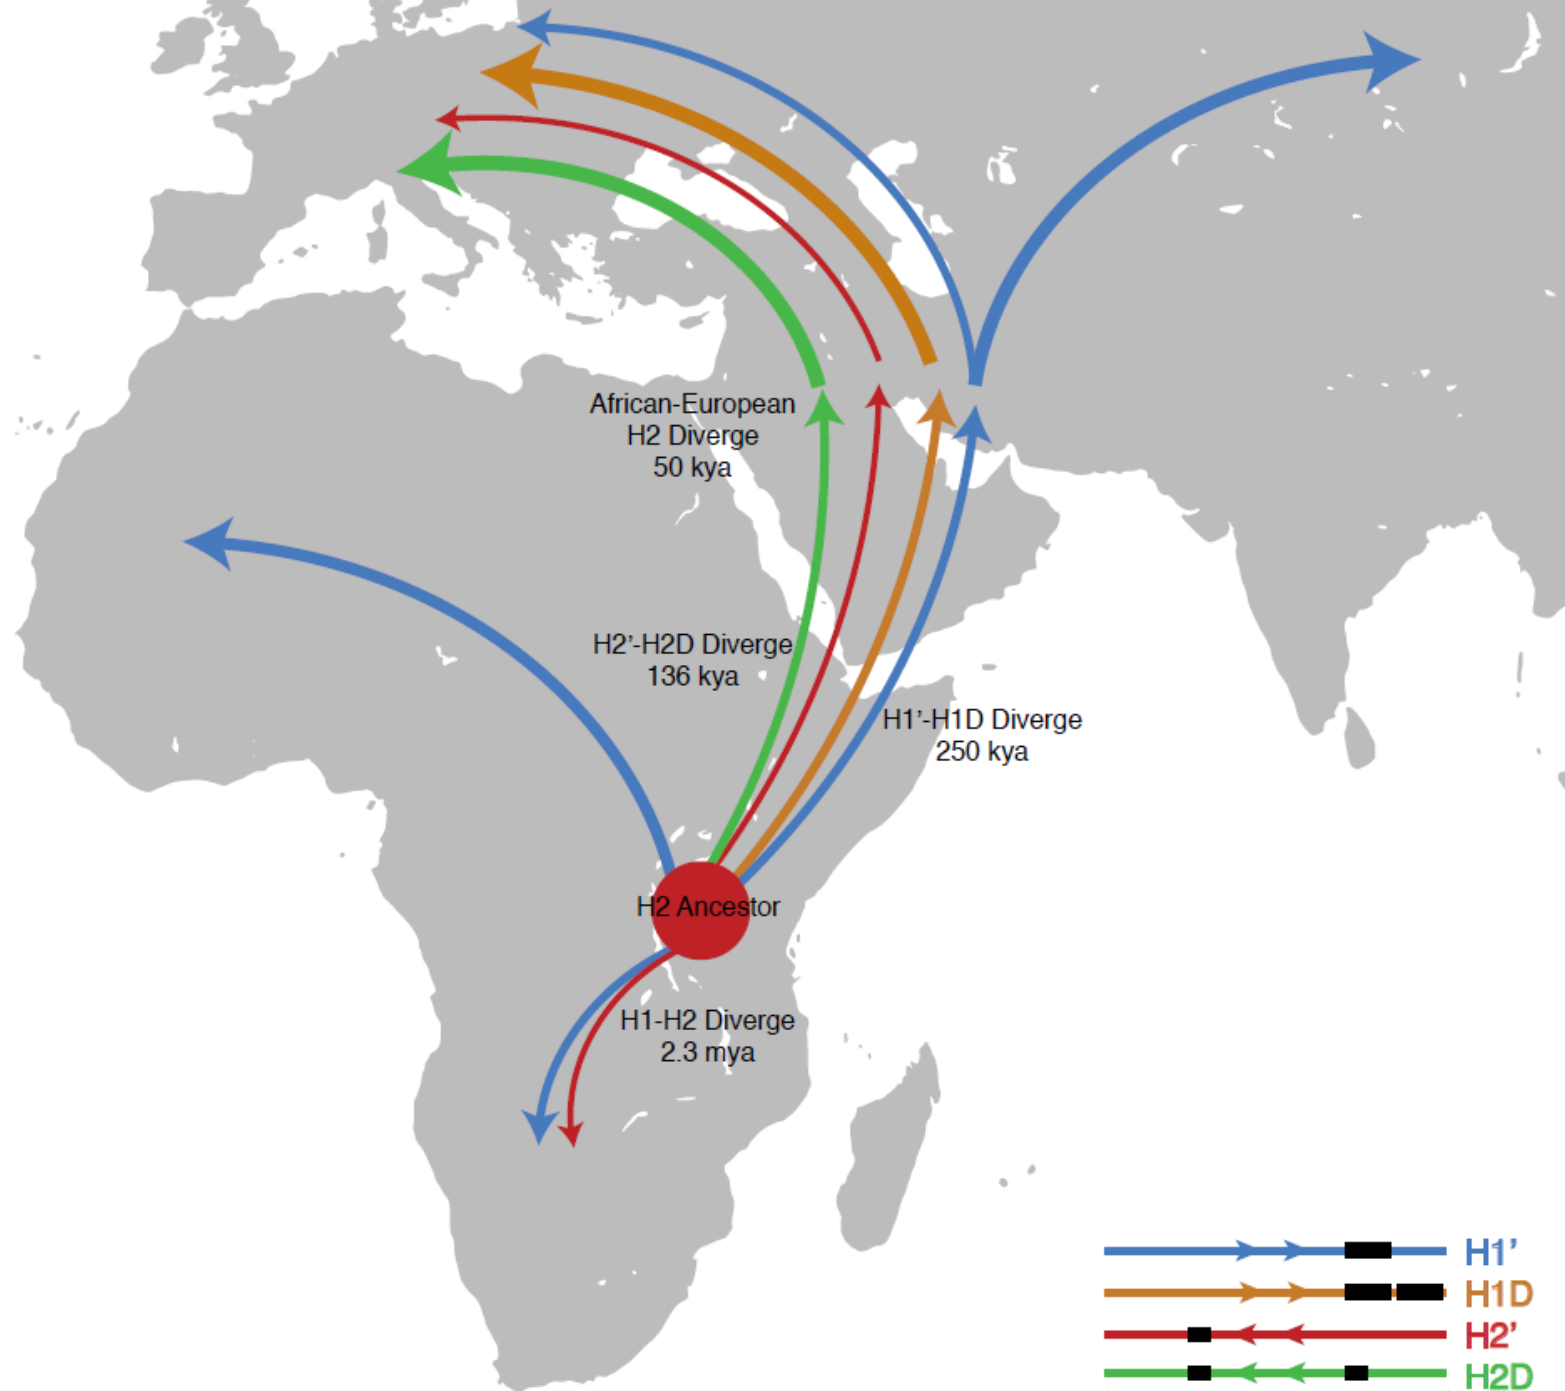 African-European
H2 Diverge
50 kya
H2’-H2D Diverge
136 kya
H1’-H1D Diverge
250 kya
H2 Ancestor
H1-H2 Diverge
2.3 mya
H1’
H1D
H2’
H2D